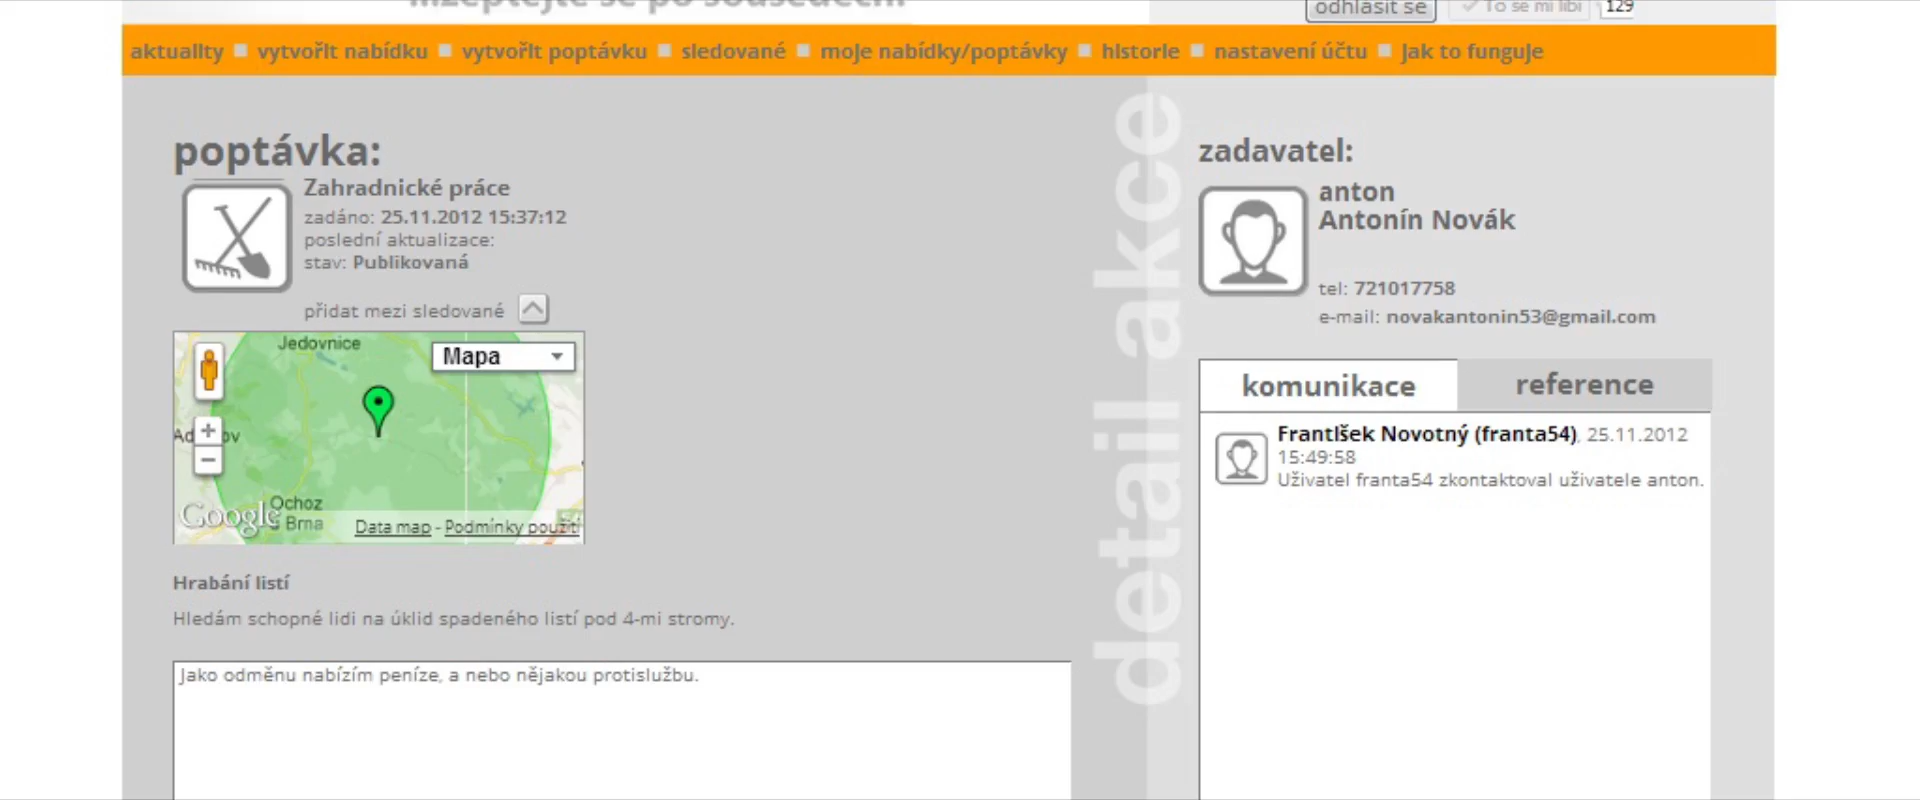 ...zeptejte se po sousedech.
odhlásit se
To se mi líbí
129
aktuality vytvořit nabídku vytvořit poptávku sledované moje nabídky/poptávky historie nastavení účtu jak to funguje
poptávka:
Zahradnické práce
zadáno: 25.11.2012 15:37:12
poslední aktualizace:
stav: Publikovaná
přidat mezi sledované
Jedovnice
Mapa
Ochoz
u Brna
Google
Data map - Podmínky použití
Hrabání listí
Hledám schopné lidi na úklid spadeného listí pod 4-mi stromy.
Jako odměnu nabízím peníze, a nebo nějakou protislužbu.
detail akce
zadavatel:
anton
Antonín Novák
tel: 721017758
e-mail: novakantonin53@gmail.com
komunikace reference
František Novotný (franta54), 25.11.2012
15:49:58
Uživatel franta54 zkontaktoval uživatele anton.